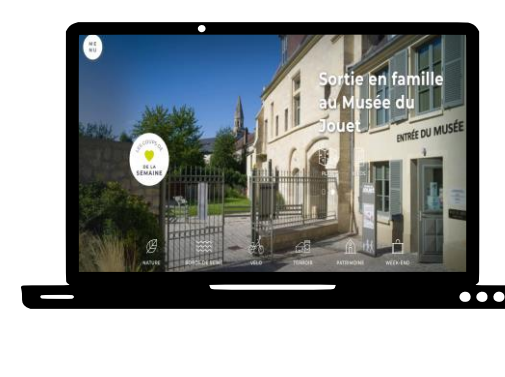 ME
NU
Sortie en famille
au Musée du
Jouet
ENTRÉE DU MUSÉE
DE LA
SEMAINE
NATURE
VÉLO
TERROIR
PATRIMOINE
WEEK-END